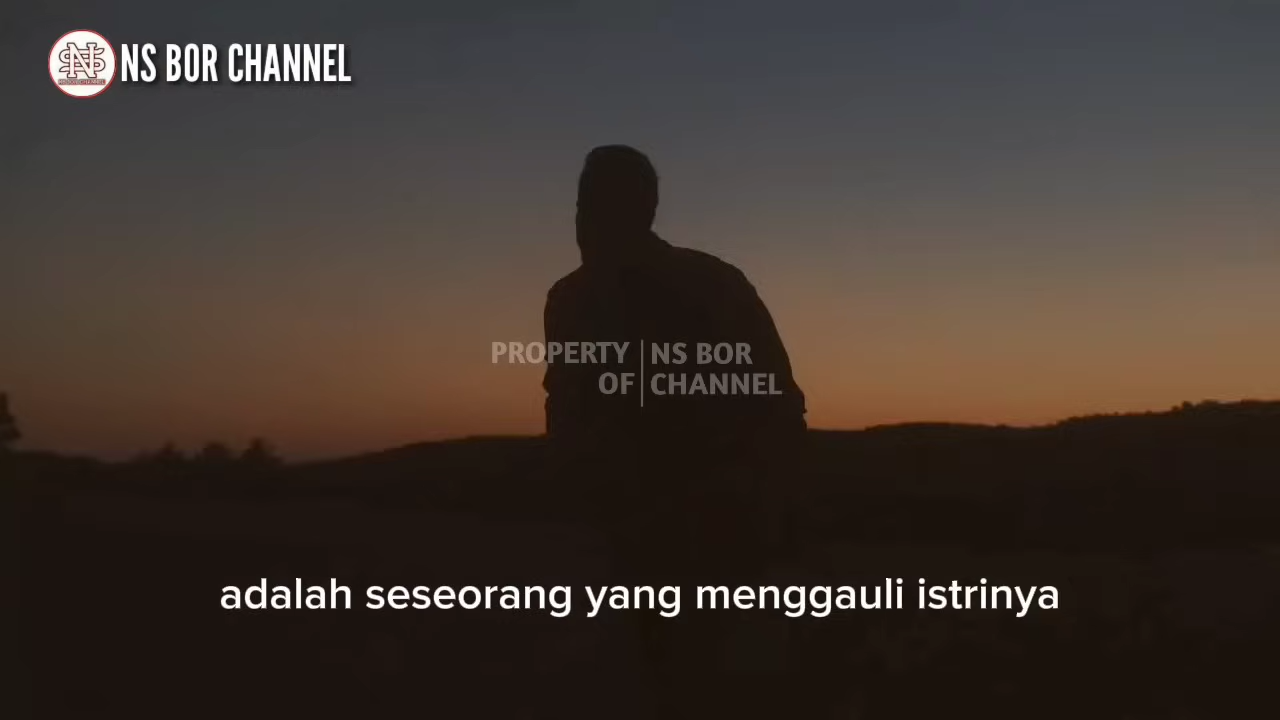 NS BOR CHANNEL
PROPERTY OF
NS BOR CHANNEL
adalah seseorang yang menggauli istrinya